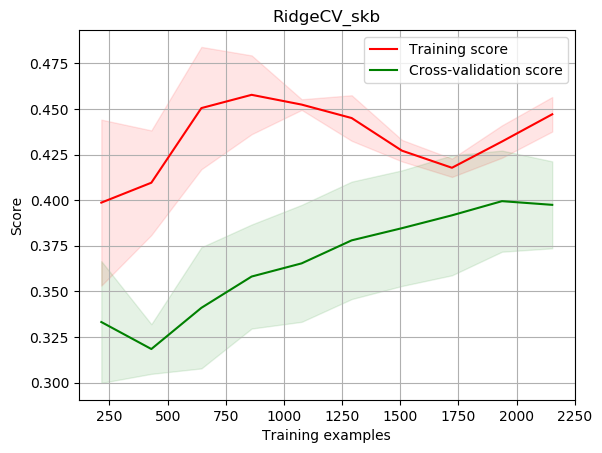 RidgeCV_skb
Training score
Cross-validation score
0.475
0.450
0.425
0.400
0.375
0.350
0.325
0.300
Score
250 500 750 1000 1250 1500 1750 2000 2250
Training examples